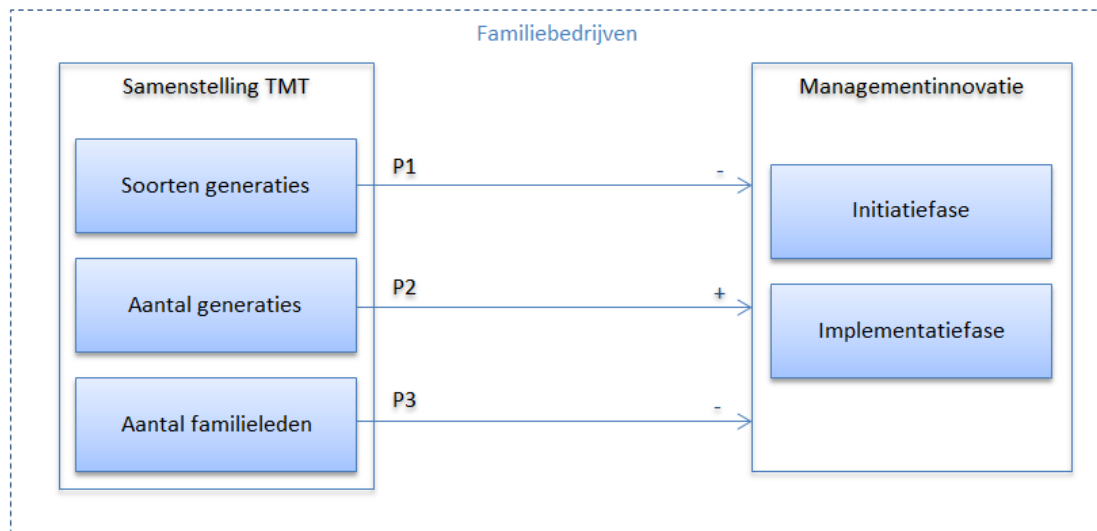 Familiebedrijven
Samenstelling TMT
Soorten generaties
Aantal generaties
Aantal familieleden
P1
-
P2
+
P3
-
Managementinnovatie
Initiatiefase
Implementatiefase